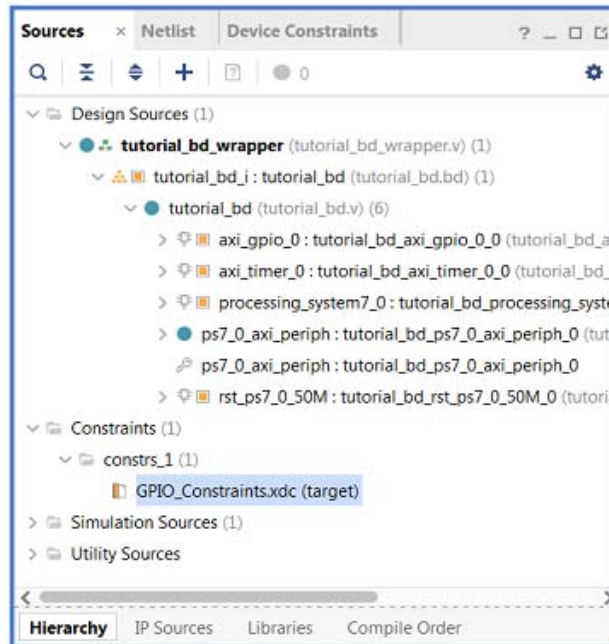 Sources × Netlist Device Constraints ? _
0
Design Sources (1)
tutorial_bd_wrapper (tutorial_bd_wrapper.v) (1)
tutorial_bd_i : tutorial_bd (tutorial_bd.bd) (1)
tutorial_bd (tutorial_bd.v) (6)
axi_gpio_0 : tutorial_bd_axi_gpio_0_0 (tutorial_bd_a
axi_timer_0 : tutorial_bd_axi_timer_0_0 (tutorial_bd_
processing_system7_0 : tutorial_bd_processing_syste
ps7_0_axi_periph : tutorial_bd_ps7_0_axi_periph_0 (tut
ps7_0_axi_periph : tutorial_bd_ps7_0_axi_periph_0
rst_ps7_0_50M : tutorial_bd_rst_ps7_0_50M_0 (tutori
Constraints (1)
constrs_1 (1)
GPIO_Constraints.xdc (target)
Simulation Sources (1)
Utility Sources
Hierarchy IP Sources Libraries Compile Order